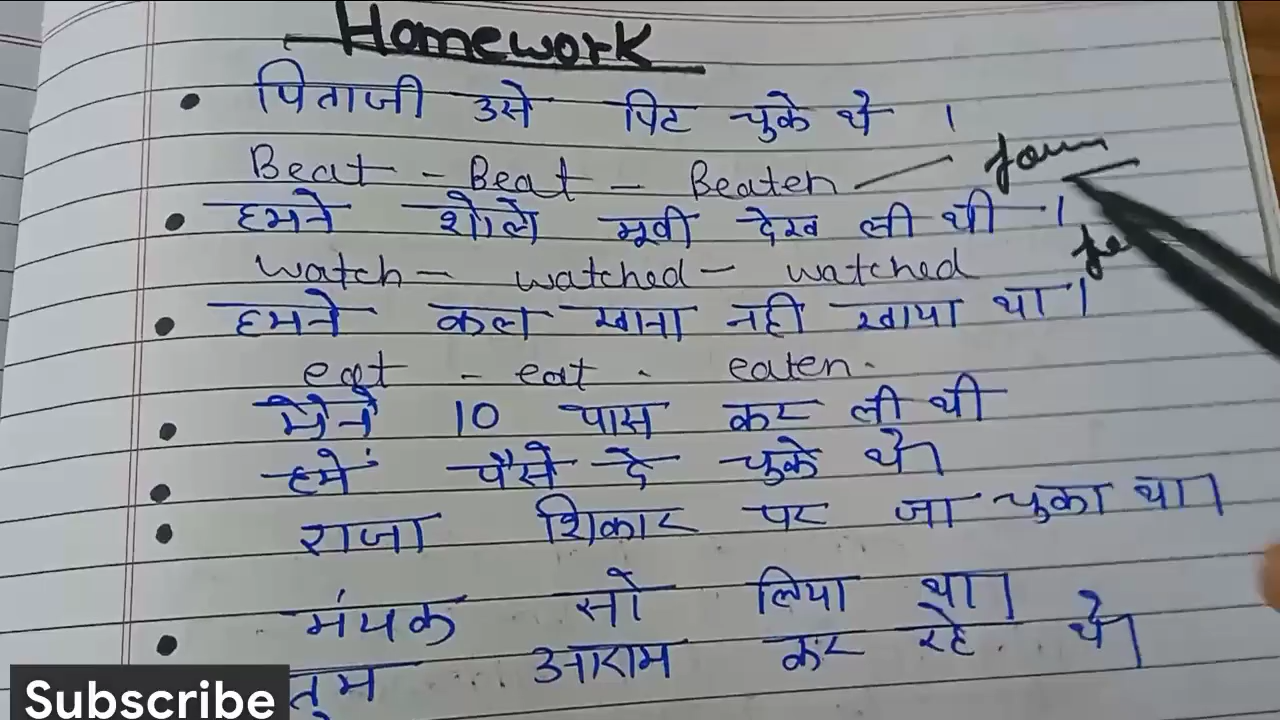 Homework
• पिताजी उसे पिट चुके थे ।
Beat - Beat - Beaten — form
• हमने शोले मूवी देख ली थी ।
watch - watched - watched
• हमने कल खाना नही खाया था।
eat - eat - eaten.
• मैने 10 पास कर ली थी
• हमें पैसे दे चुके थे।
• राजा शिकार पर जा चुका था।
मंयक सो लिया था।
• तुम आराम कर रहे थे।
Subscribe